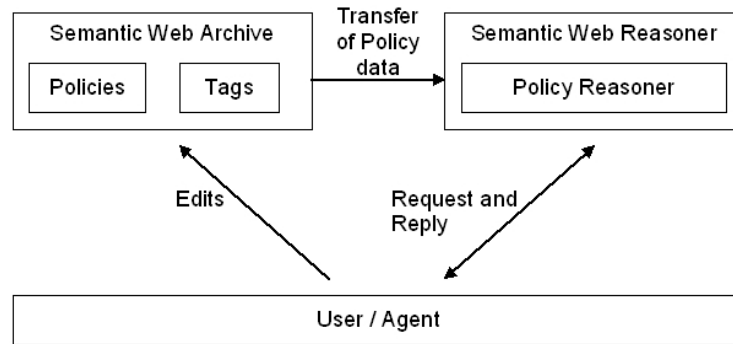 Semantic Web Archive
Policies
Tags
Transfer
of Policy
data
Semantic Web Reasoner
Policy Reasoner
Edits
Request and
Reply
User / Agent